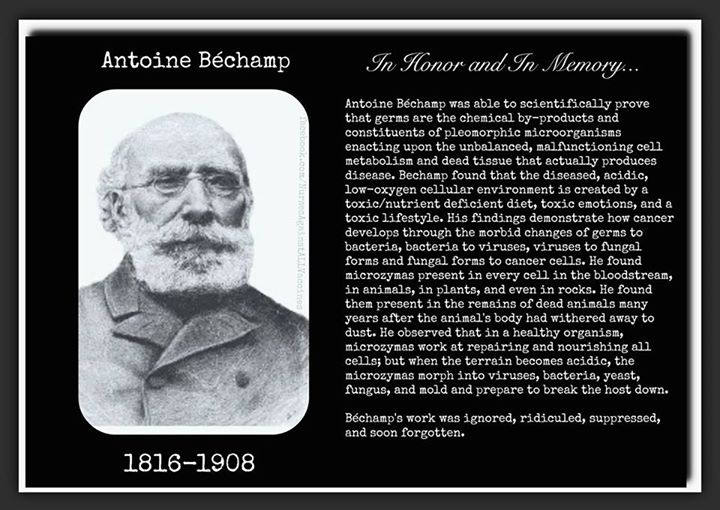 Antoine Béchamp
facebook.com/NursesAgainstALLVaccines
1816-1908
In Honor and In Memory...
Antoine Béchamp was able to scientifically prove
that germs are the chemical by-products and
constituents of pleomorphic microorganisms
enacting upon the unbalanced, malfunctioning cell
metabolism and dead tissue that actually produces
disease. Bechamp found that the diseased, acidic,
low-oxygen cellular environment is created by a
toxic/nutrient deficient diet, toxic emotions, and a
toxic lifestyle. His findings demonstrate how cancer
develops through the morbid changes of germs to
bacteria, bacteria to viruses, viruses to fungal
forms and fungal forms to cancer cells. He found
microzymas present in every cell in the bloodstream,
in animals, in plants, and even in rocks. He found
them present in the remains of dead animals many
years after the animal's body had withered away to
dust. He observed that in a healthy organism,
microzymas work at repairing and nourishing all
cells; but when the terrain becomes acidic, the
microzymas morph into viruses, bacteria, yeast,
fungus, and mold and prepare to break the host down.
Béchamp's work was ignored, ridiculed, suppressed,
and soon forgotten.